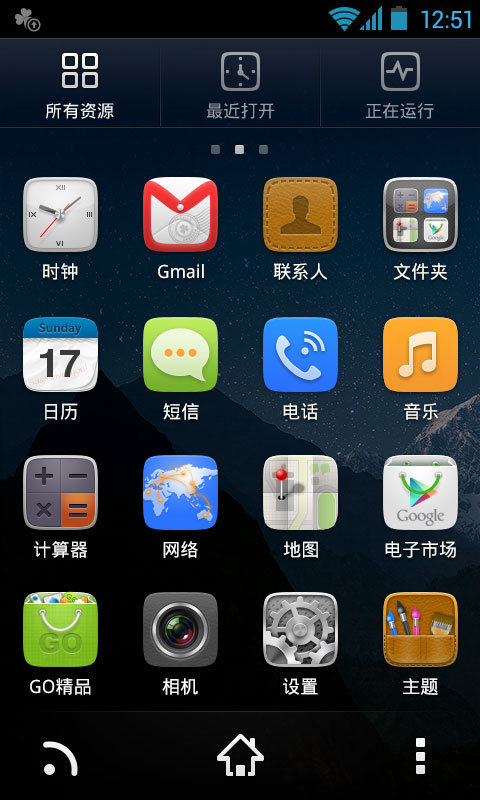 12:51
所有资源 最近打开 正在运行
XII
IX III
VI
时钟 Gmail 联系人 文件夹
Sunday
17
日历 短信 电话 音乐
Google
计算器 网络 地图 电子市场
GO
GO精品 相机 设置 主题